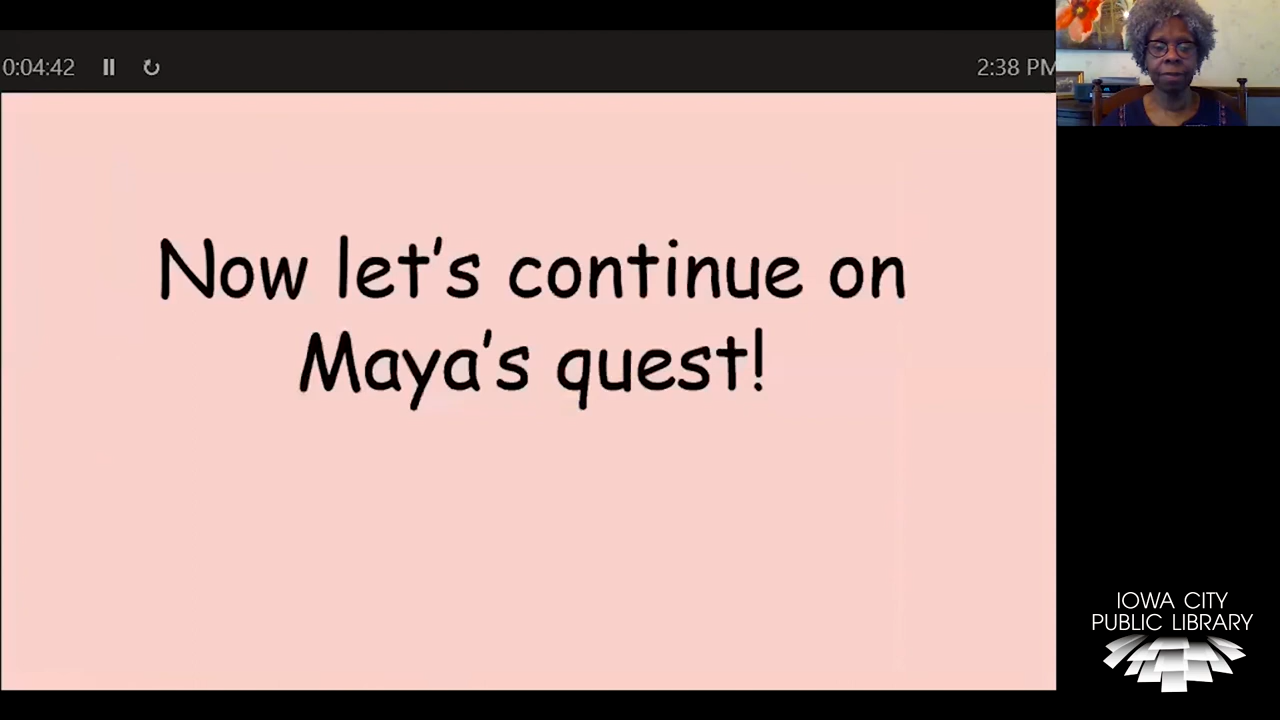 0:04:42
2:38 PM
Now let's continue on
Maya's quest!
IOWA CITY
PUBLIC LIBRARY